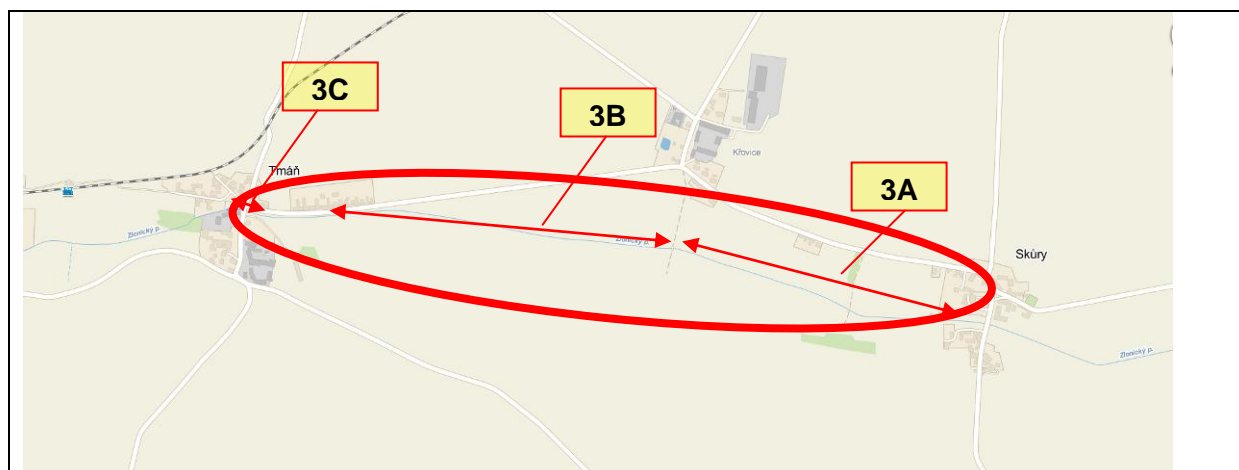 3C
3B
Křovice
Tmáň
3A
Zlonický p.
Zlonický p.
Skůry
Zlonický p.